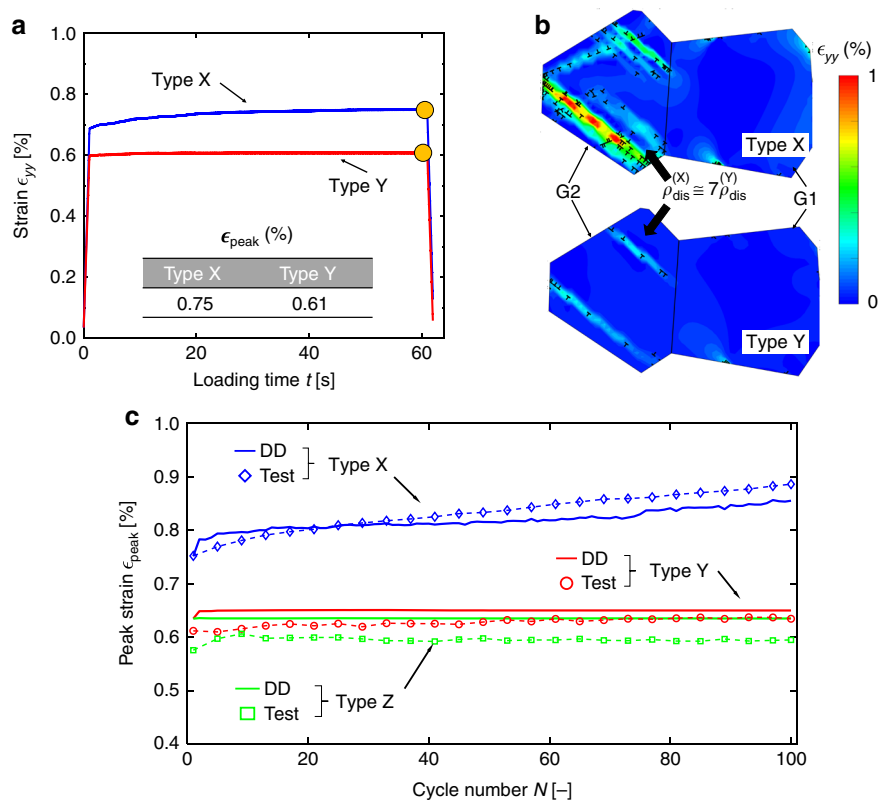 a
1.0
0.8
0.6
0.4
0.2
0.0
Strain ϵyy [%]
Type X
Type Y
ϵpeak (%)
Type X Type Y
0.75 0.61
0 20 40 60
Loading time t [s]
b
ϵyy (%)
1
0
Type X
G2
ρdis(X) ≅ 7ρdis(Y)
G1
Type Y
c
1.0
0.9
0.8
0.7
0.6
0.5
0.4
Peak strain ϵpeak [%]
DD
Test
Type X
DD
Test
Type Y
DD
Test
Type Z
0 20 40 60 80 100
Cycle number N [–]